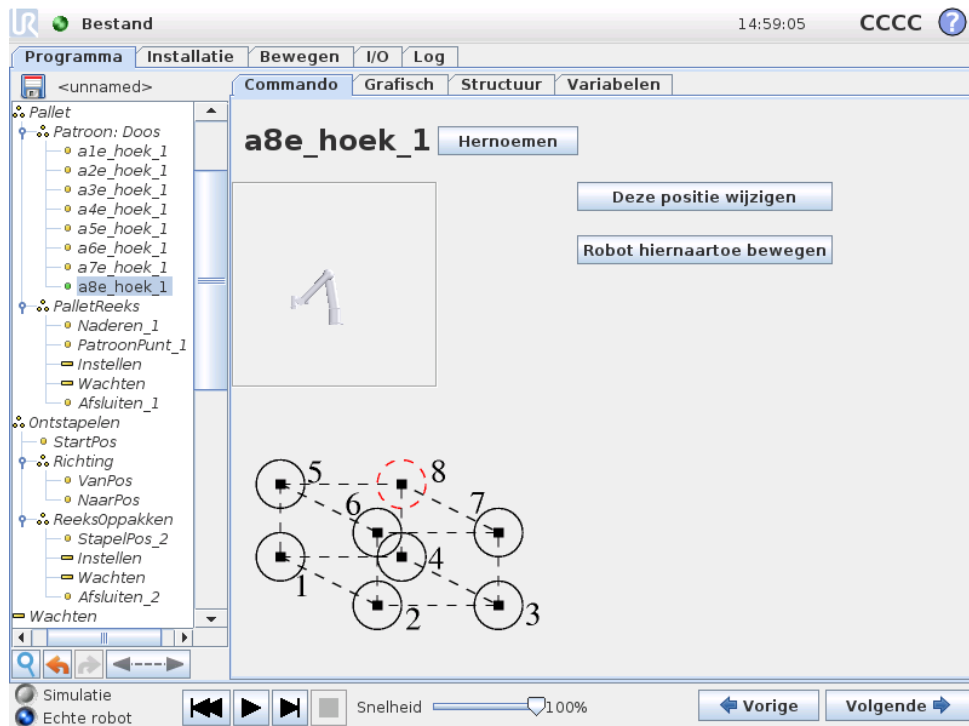 UR Bestand 14:59:05 CCCC ?
Programma Installatie Bewegen I/O Log
<unnamed>
Commando Grafisch Structuur Variabelen
Pallet
Patroon: Doos
a1e_hoek_1
a2e_hoek_1
a3e_hoek_1
a4e_hoek_1
a5e_hoek_1
a6e_hoek_1
a7e_hoek_1
a8e_hoek_1
PalletReeks
Naderen_1
PatroonPunt_1
Instellen
Wachten
Afsluiten_1
Ontstapelen
StartPos
Richting
VanPos
NaarPos
ReeksOppakken
StapelPos_2
Instellen
Wachten
Afsluiten_2
Wachten
a8e_hoek_1 Hernoemen
Deze positie wijzigen
Robot hiernaartoe bewegen
5 8
6 7
4
1 2 3
Simulatie
Echte robot
Snelheid 100%
Vorige Volgende